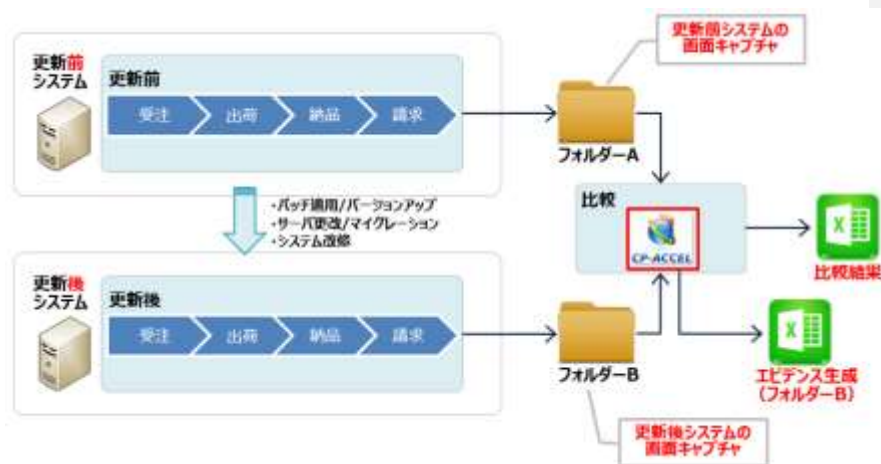 更新前システムの
画面キャプチャ
更新前
システム
更新前
受注
出荷
納品
請求
フォルダーA
・パッチ適用/バージョンアップ
・サーバ更改/マイグレーション
・システム改修
比較
CP-ACCEL
比較結果
更新後
システム
更新後
受注
出荷
納品
請求
フォルダーB
エビデンス生成
(フォルダーB)
更新後システムの
画面キャプチャ